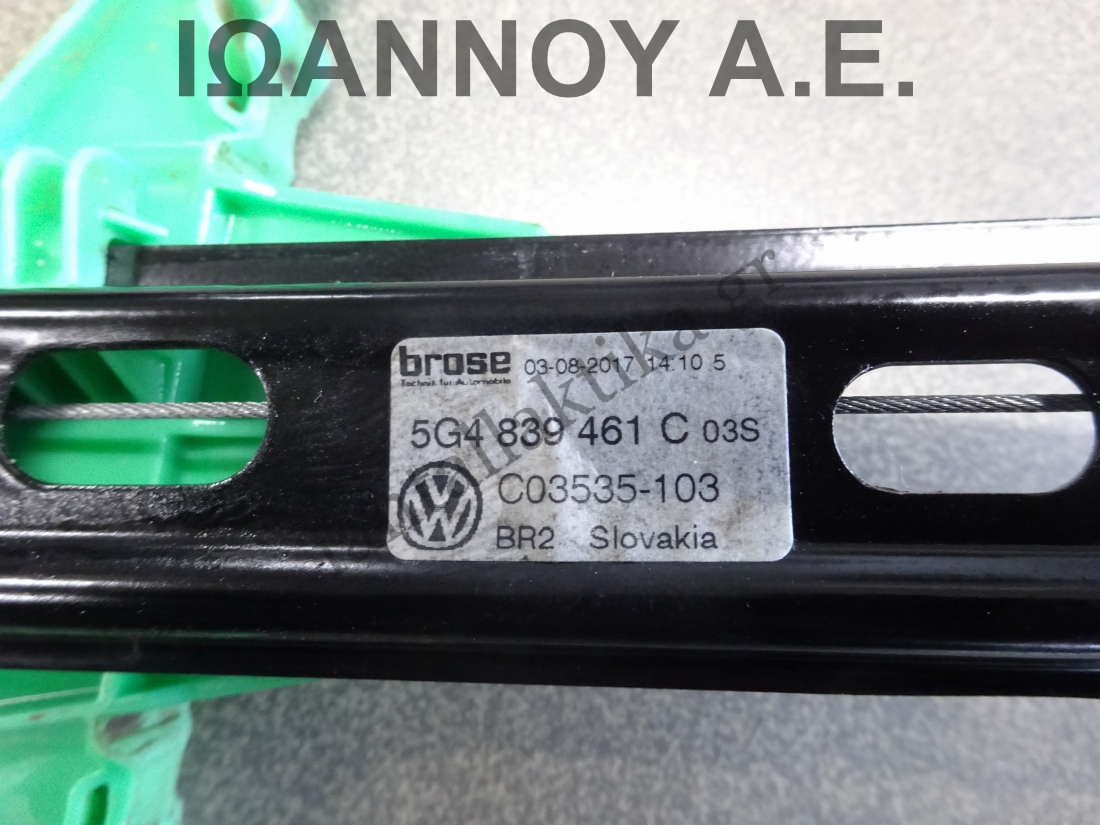 ΙΩΑΝΝΟΥ Α.Ε.
brose 03-08-2017 14:10 5
Technik für Automobile
5G4 839 461 C 03S
C03535-103
BR2 Slovakia